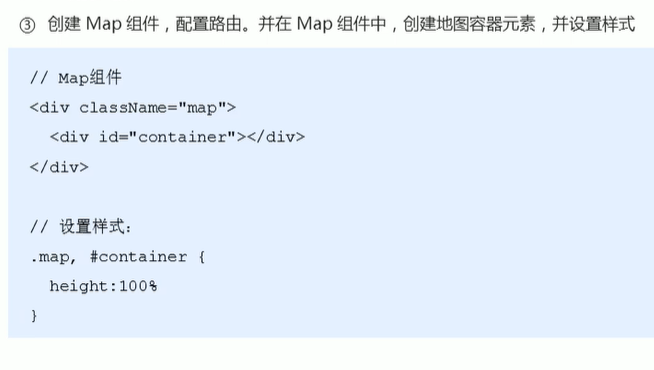 ③ 创建 Map 组件，配置路由。并在 Map 组件中，创建地图容器元素，并设置样式
// Map组件
<div className="map">
  <div id="container"></div>
</div>
// 设置样式：
.map, #container {
  height:100%
}